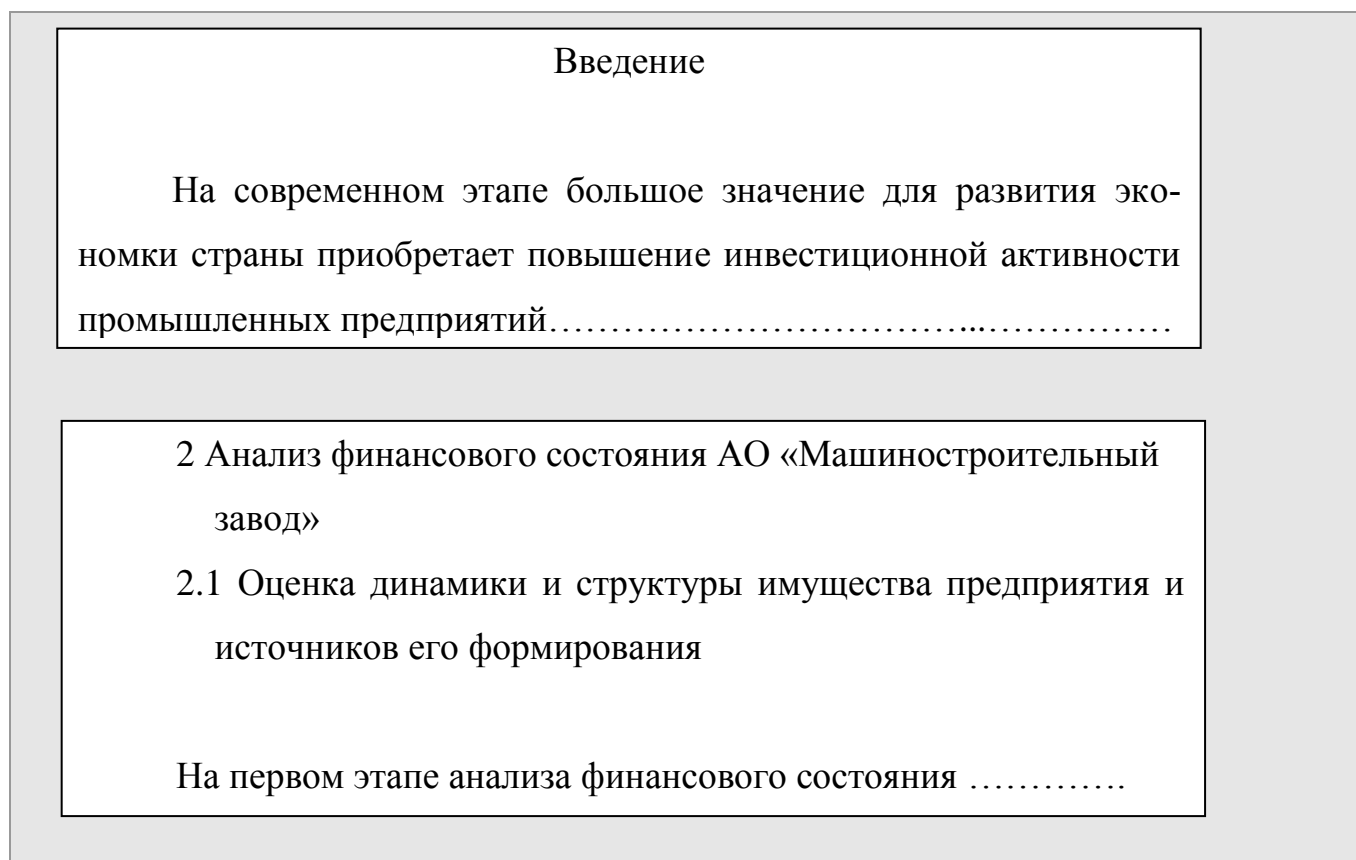 Введение
На современном этапе большое значение для развития эко-
номки страны приобретает повышение инвестиционной активности
промышленных предприятий……………………………...……………
2 Анализ финансового состояния АО «Машиностроительный
завод»
2.1 Оценка динамики и структуры имущества предприятия и
источников его формирования
На первом этапе анализа финансового состояния ………….